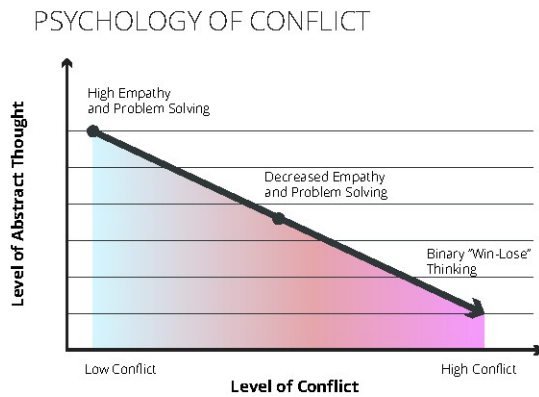 PSYCHOLOGY OF CONFLICT
High Empathy
and Problem Solving
Decreased Empathy
and Problem Solving
Binary “Win-Lose”
Thinking
Level of Abstract Thought
Low Conflict
High Conflict
Level of Conflict